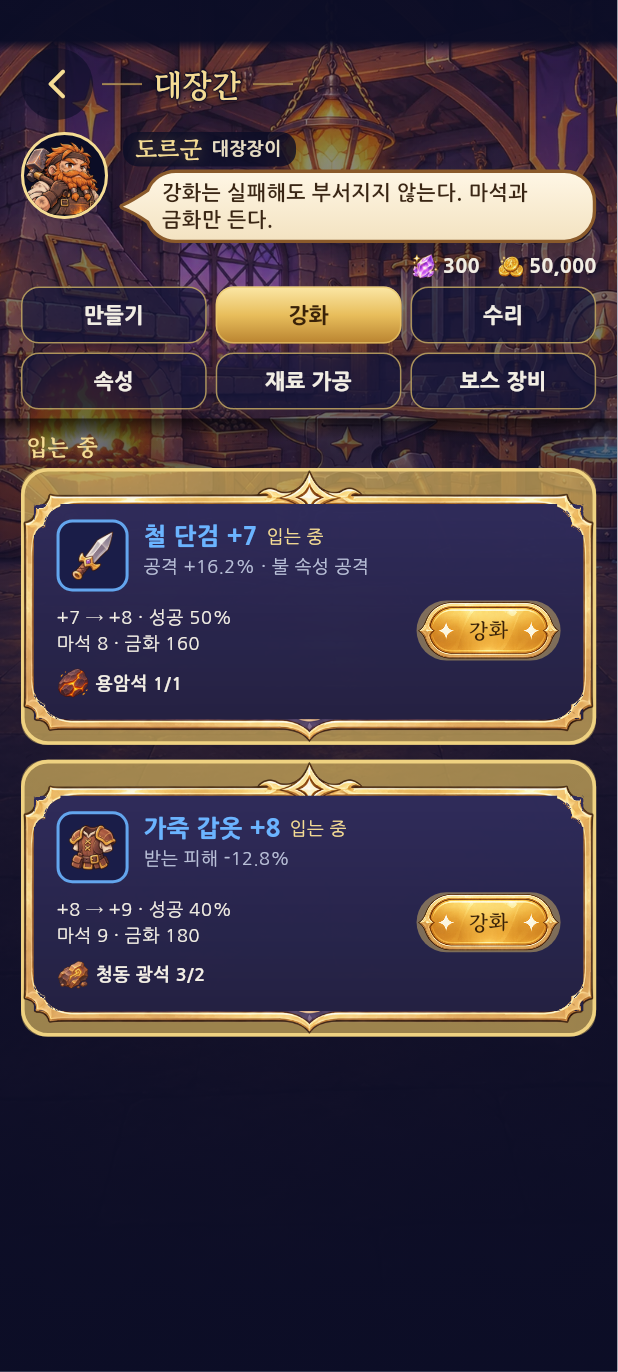 대장간
도르군 대장장이
강화는 실패해도 부서지지 않는다. 마석과
금화만 든다.
300 50,000
만들기 강화 수리
속성 재료 가공 보스 장비
입는 중
철 단검 +7 입는 중
공격 +16.2% · 불 속성 공격
+7 → +8 · 성공 50%
마석 8 · 금화 160
강화
용암석 1/1
가죽 갑옷 +8 입는 중
받는 피해 -12.8%
+8 → +9 · 성공 40%
마석 9 · 금화 180
강화
청동 광석 3/2